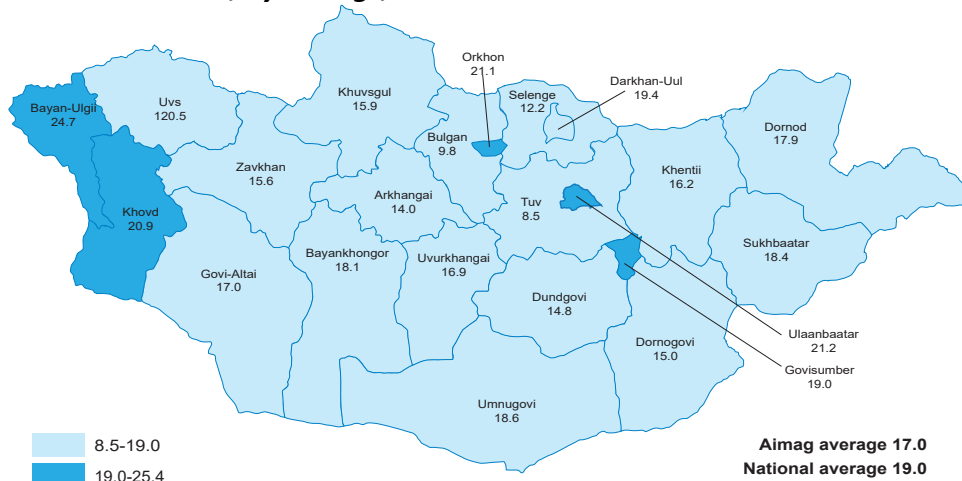 Orkhon
21.1
Darkhan-Uul
19.4
Khuvsgul
15.9
Selenge
12.2
Bayan-Ulgii
24.7
Uvs
120.5
Bulgan
9.8
Dornod
17.9
Zavkhan
15.6
Khentii
16.2
Arkhangai
14.0
Tuv
8.5
Khovd
20.9
Sukhbaatar
18.4
Bayankhongor
18.1
Uvurkhangai
16.9
Govi-Altai
17.0
Dundgovi
14.8
Ulaanbaatar
21.2
Dornogovi
15.0
Govisumber
19.0
Umnugovi
18.6
8.5-19.0
19.0-25.4
Aimag average 17.0
National average 19.0